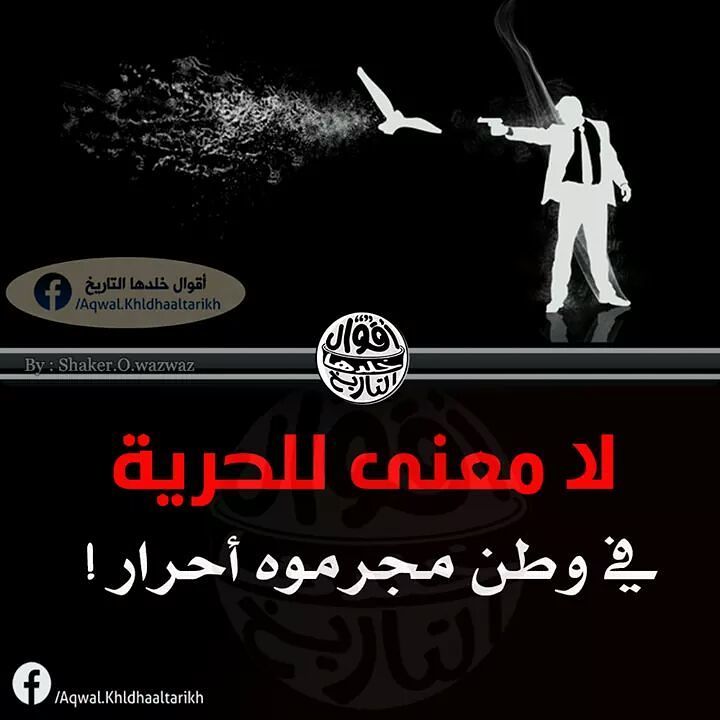 أقوال خلدها التاريخ
/Aqwal.Khldhaaltarikh
By : Shaker.O.wazwaz
أقوال
خلدها
التاريخ
لا معنى للحرية
في وطن مجرموه أحرار !
/Aqwal.Khldhaaltarikh